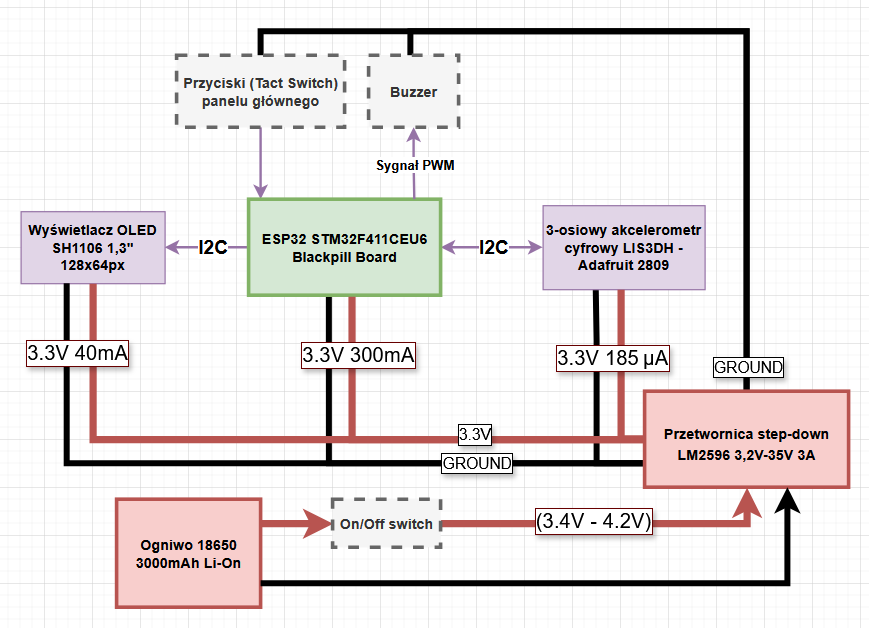 Przyciski (Tact Switch)
panelu głównego
Buzzer
Sygnał PWM
Wyświetlacz OLED
SH1106 1,3"
128x64px
I2C
ESP32 STM32F411CEU6
Blackpill Board
I2C
3-osiowy akcelerometr
cyfrowy LIS3DH -
Adafruit 2809
3.3V 40mA
3.3V 300mA
3.3V 185 µA
GROUND
3.3V
GROUND
Przetwornica step-down
LM2596 3,2V-35V 3A
Ogniwo 18650
3000mAh Li-On
On/Off switch
(3.4V - 4.2V)